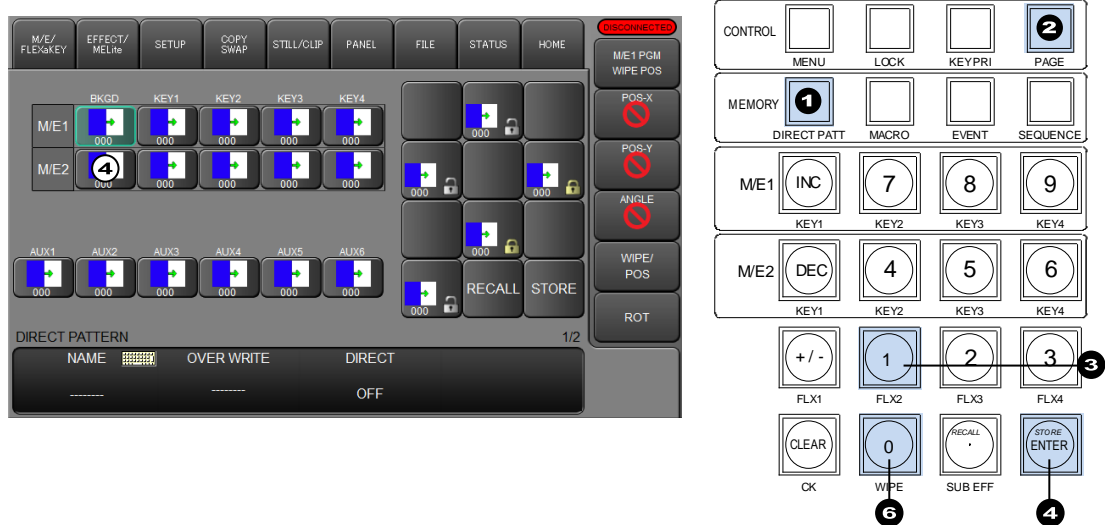 M/E/ FLEXaKEY
EFFECT/ MELite
SETUP
COPY SWAP
STILL/CLIP
PANEL
FILE
STATUS
HOME
DISCONNECTED
M/E1 PGM
WIPE POS
BKGD KEY1 KEY2 KEY3 KEY4
M/E1
000 000 000 000 000
000
M/E2
4
000 000 000 000 000
000 000
000
AUX1 AUX2 AUX3 AUX4 AUX5 AUX6
000 000 000 000 000 000
000
RECALL STORE
POS-X
POS-Y
ANGLE
WIPE/
POS
ROT
DIRECT PATTERN 1/2
NAME OVER WRITE DIRECT
-------- -------- OFF
CONTROL
2
MENU LOCK KEYPRI PAGE
MEMORY
1
DIRECT PATT MACRO EVENT SEQUENCE
M/E1 INC 7 8 9
KEY1 KEY2 KEY3 KEY4
M/E2 DEC 4 5 6
KEY1 KEY2 KEY3 KEY4
+/- 1 2 3
3
FLX1 FLX2 FLX3 FLX4
CLEAR 0 RECALL . STORE ENTER
CK WIPE SUB EFF
6 4